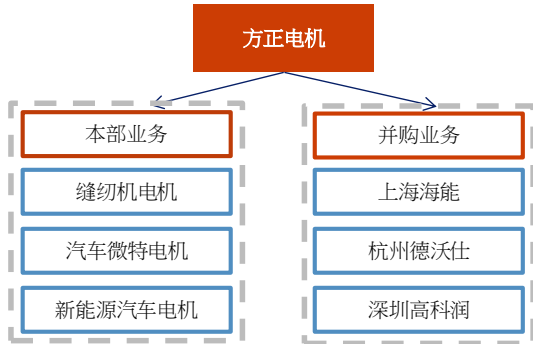 方正电机
本部业务
缝纫机电机
汽车微特电机
新能源汽车电机
并购业务
上海海能
杭州德沃仕
深圳高科润